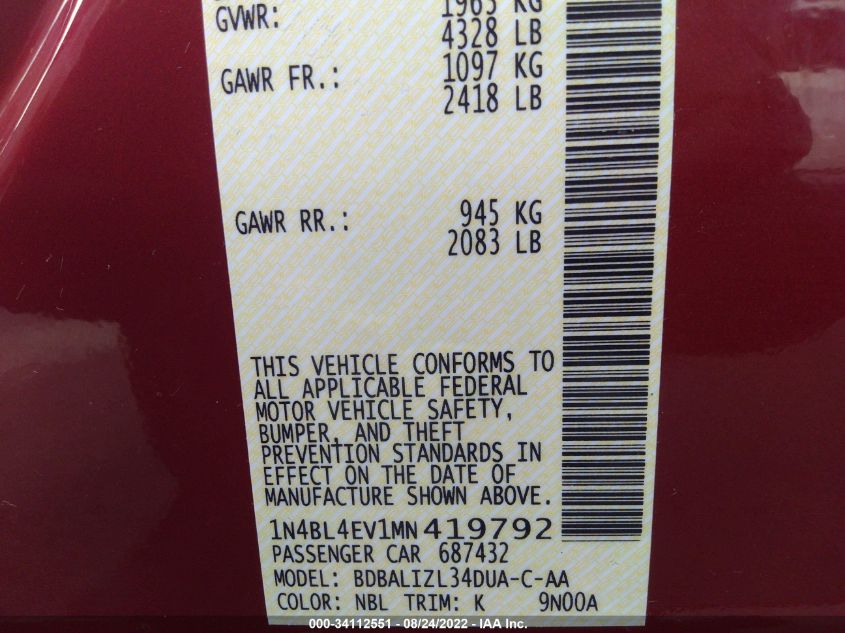 GVWR: 1965 KG
4328 LB
GAWR FR.: 1097 KG
2418 LB
GAWR RR.: 945 KG
2083 LB
THIS VEHICLE CONFORMS TO
ALL APPLICABLE FEDERAL
MOTOR VEHICLE SAFETY,
BUMPER, AND THEFT
PREVENTION STANDARDS IN
EFFECT ON THE DATE OF
MANUFACTURE SHOWN ABOVE.
1N4BL4EV1MN419792
PASSENGER CAR 687432
MODEL: BDBALIZL34DUA-C-AA
COLOR: NBL TRIM: K 9N00A
000-34112551 - 08/24/2022 - IAA Inc.